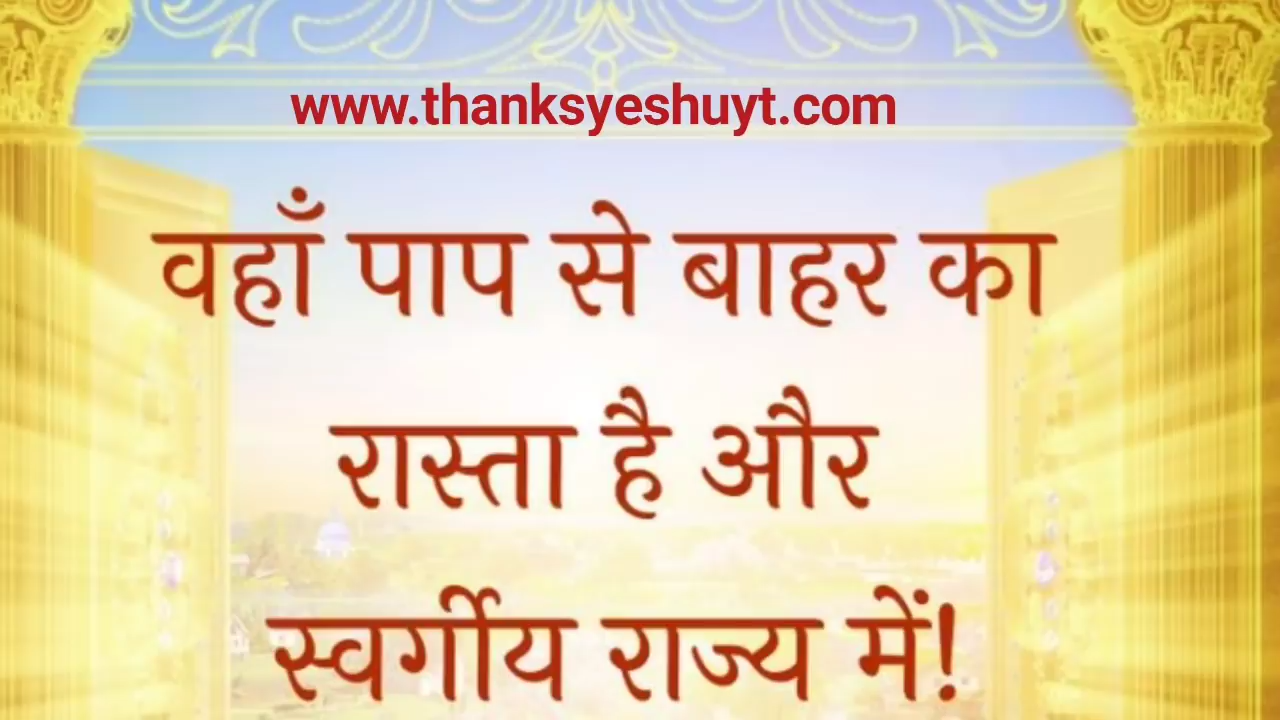 www.thanksyeshuyt.com
वहाँ पाप से बाहर का
रास्ता है और
स्वर्गीय राज्य में!